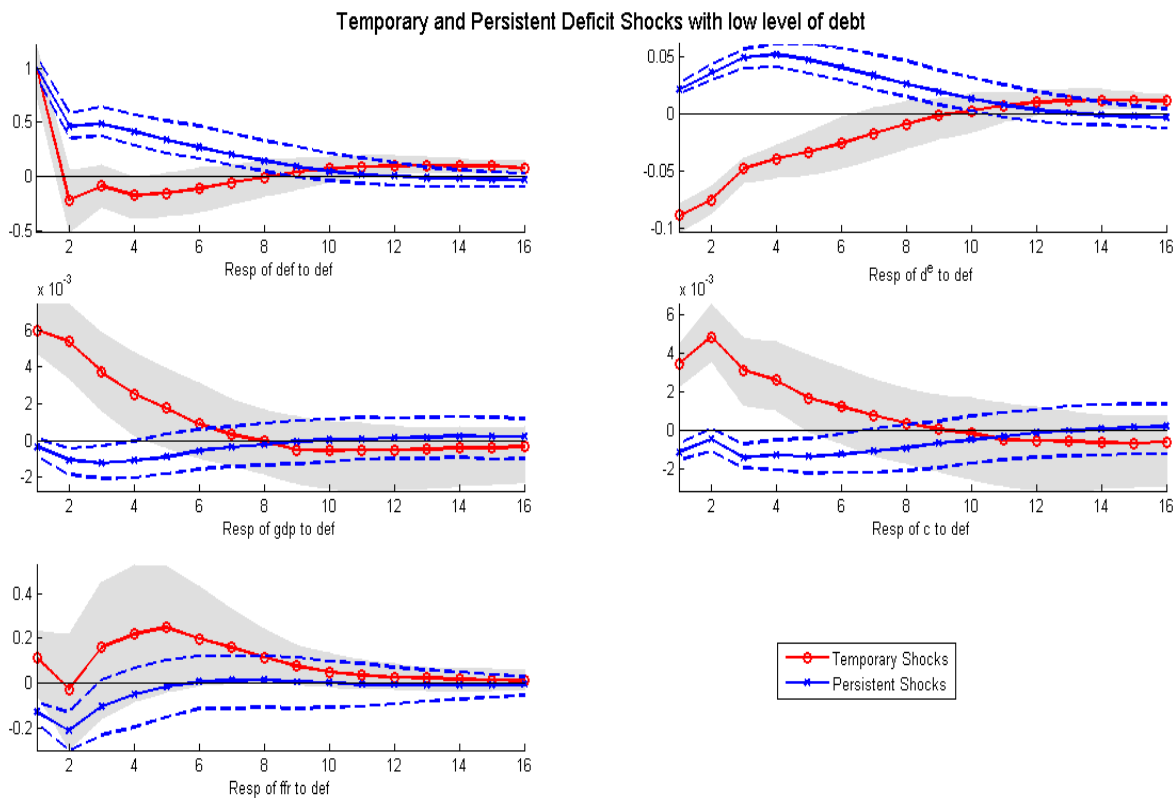 Temporary and Persistent Deficit Shocks with low level of debt
1
0.5
0
-0.5
2 4 6 8 10 12 14 16
Resp of def to def
0.05
0
-0.05
-0.1
2 4 6 8 10 12 14 16
Resp of dᵉ to def
x 10⁻³
6
4
2
0
-2
2 4 6 8 10 12 14 16
Resp of gdp to def
x 10⁻³
6
4
2
0
-2
2 4 6 8 10 12 14 16
Resp of c to def
0.4
0.2
0
-0.2
2 4 6 8 10 12 14 16
Resp of ffr to def
Temporary Shocks
Persistent Shocks